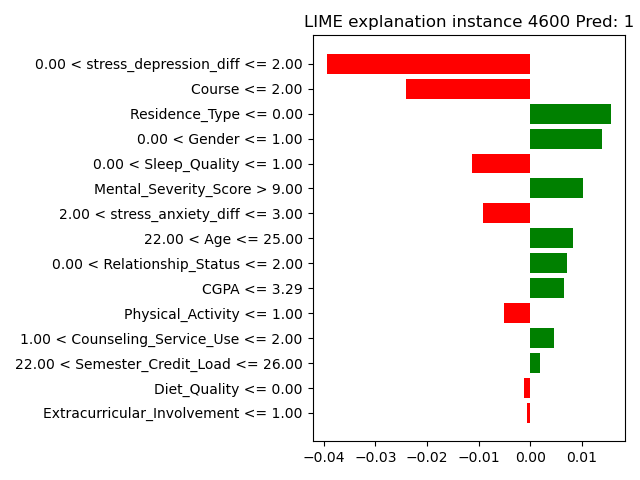 LIME explanation instance 4600 Pred: 1
0.00 < stress_depression_diff <= 2.00
Course <= 2.00
Residence_Type <= 0.00
0.00 < Gender <= 1.00
0.00 < Sleep_Quality <= 1.00
Mental_Severity_Score > 9.00
2.00 < stress_anxiety_diff <= 3.00
22.00 < Age <= 25.00
0.00 < Relationship_Status <= 2.00
CGPA <= 3.29
Physical_Activity <= 1.00
1.00 < Counseling_Service_Use <= 2.00
22.00 < Semester_Credit_Load <= 26.00
Diet_Quality <= 0.00
Extracurricular_Involvement <= 1.00
−0.04 −0.03 −0.02 −0.01 0.00 0.01